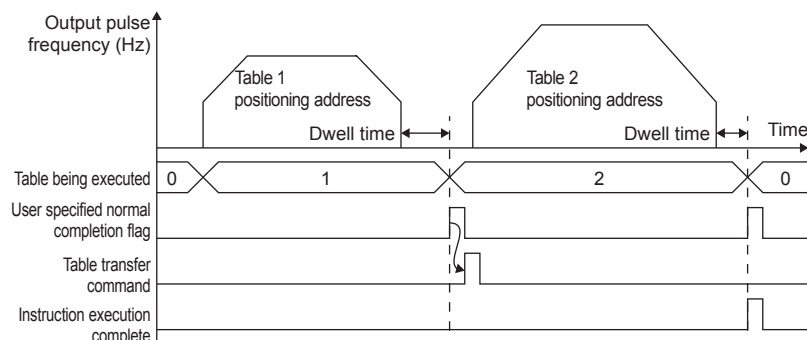 Output pulse
frequency (Hz)
Table 1
positioning address
Table 2
positioning address
Dwell time
Dwell time
Time
Table being executed
0
1
2
0
User specified normal
completion flag
Table transfer
command
Instruction execution
complete